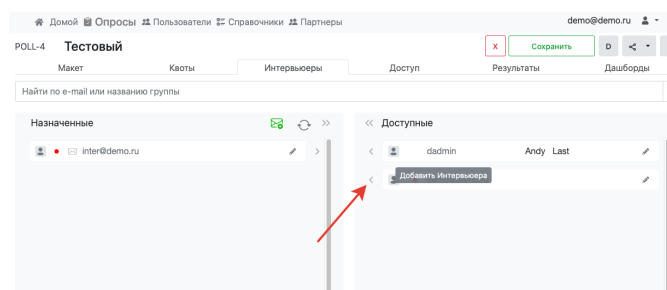 Домой Опросы Пользователи Справочники Партнеры demo@demo.ru
POLL-4 Тестовый X Сохранить D
Макет Квоты Интервьюеры Доступ Результаты Дашборды
Найти по e-mail или названию группы
Назначенные Доступные
inter@demo.ru dadmin Andy Last
Добавить Интервьюера